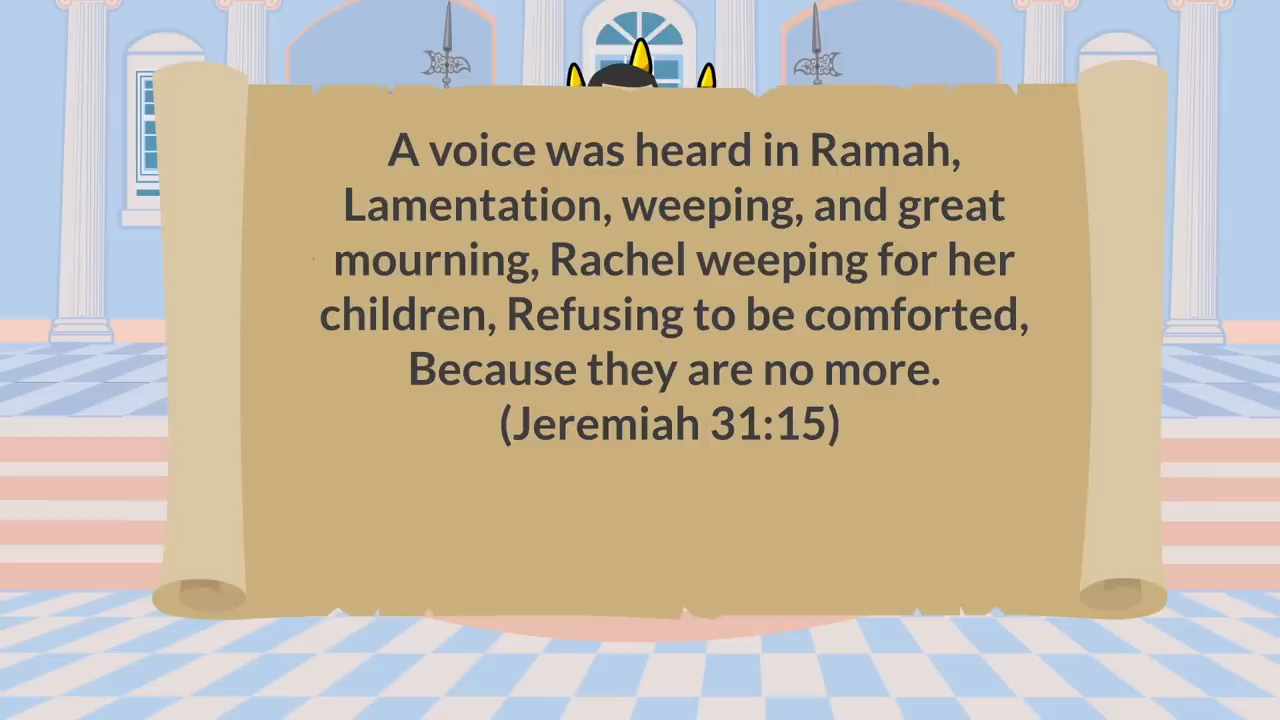 A voice was heard in Ramah,
Lamentation, weeping, and great
mourning, Rachel weeping for her
children, Refusing to be comforted,
Because they are no more.
(Jeremiah 31:15)